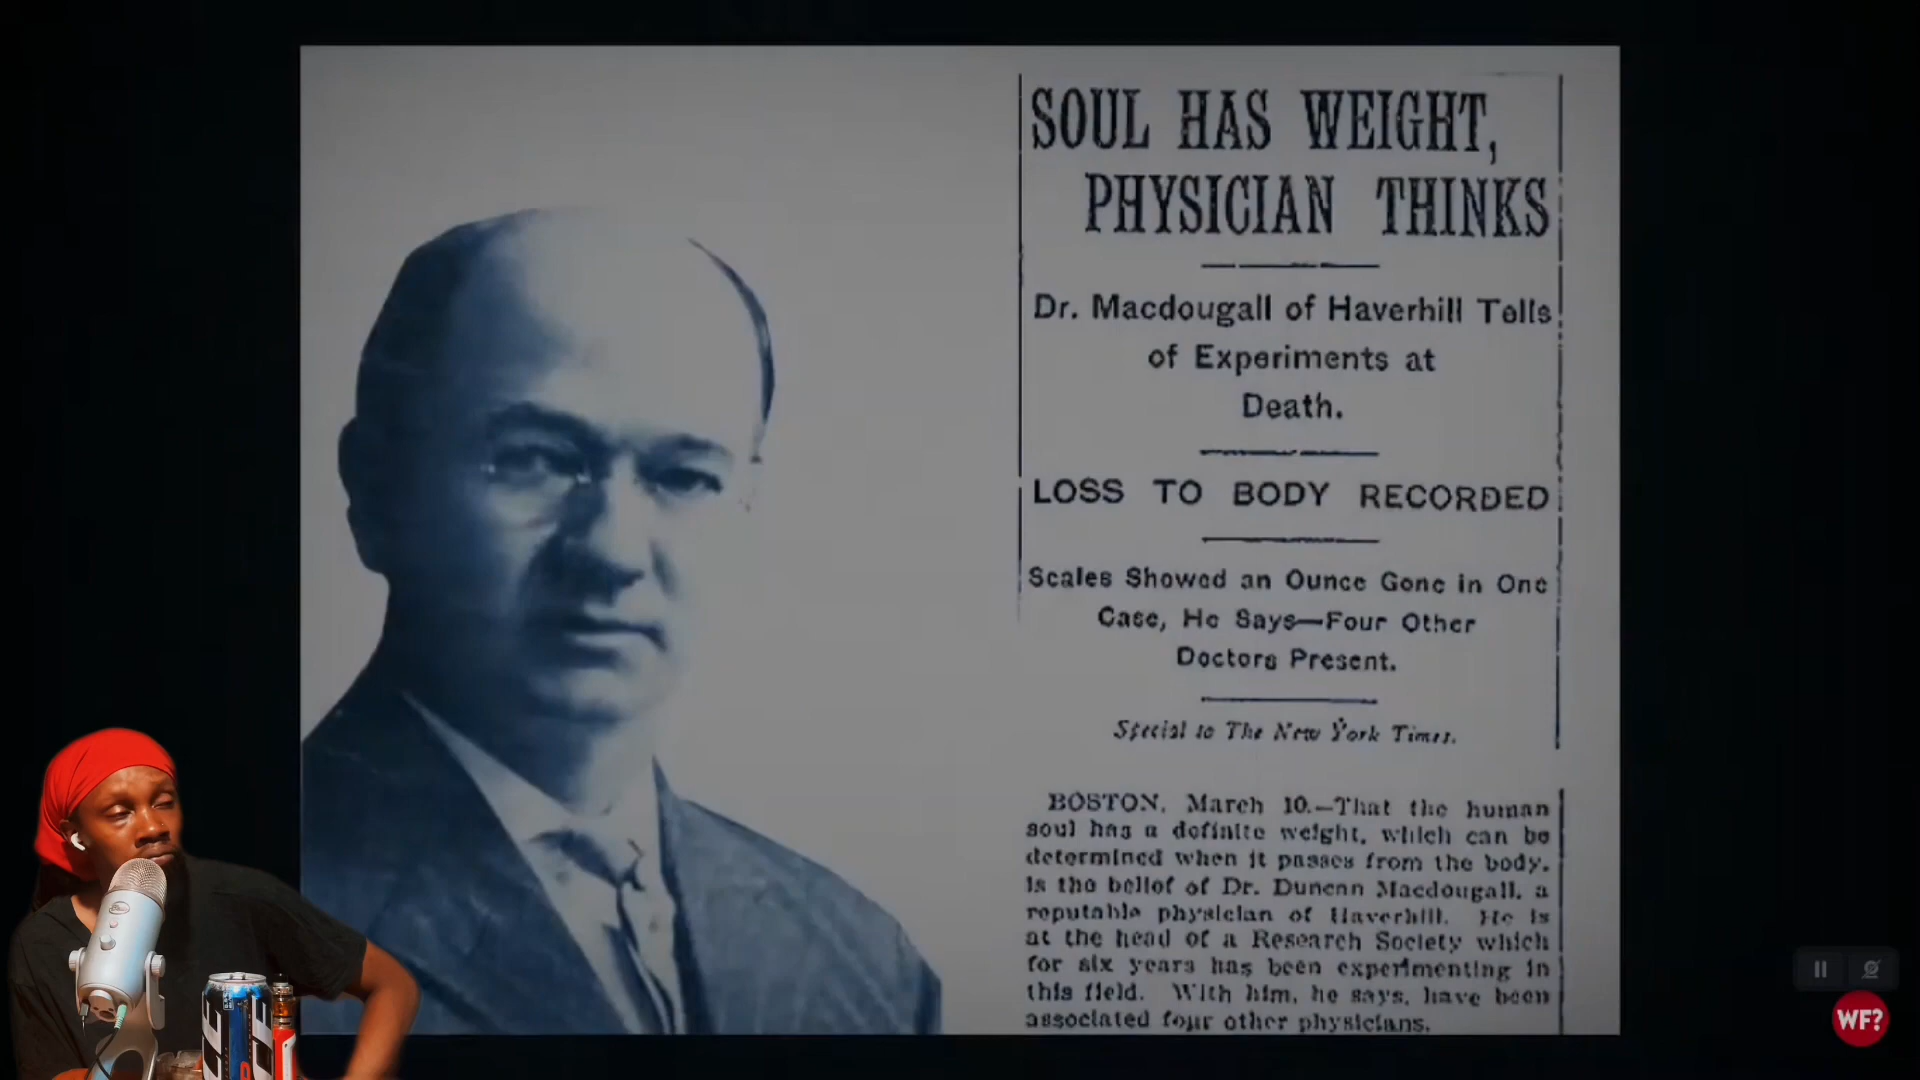 SOUL HAS WEIGHT,
PHYSICIAN THINKS
Dr. Macdougall of Haverhill Tells
of Experiments at
Death.
LOSS TO BODY RECORDED
Scales Showed an Ounce Gone in One
Case, He Says—Four Other
Doctors Present.
Special to The New York Times.
BOSTON, March 10.—That the human
soul has a definite weight, which can be
determined when it passes from the body,
is the belief of Dr. Duncan Macdougall, a
reputable physician of Haverhill. He is
at the head of a Research Society which
for six years has been experimenting in
this field. With him, he says, have been
associated four other physicians.
WF?